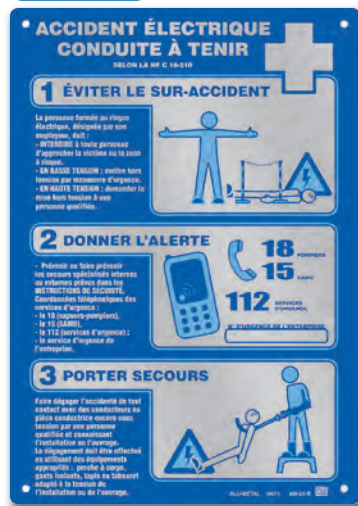 ACCIDENT ÉLECTRIQUE
CONDUITE À TENIR
SELON LA NF C 18-510
1 ÉVITER LE SUR-ACCIDENT
La personne formée au risque
électrique, désignée par son
employeur, doit :
- INTERDIRE à toute personne
d'approcher la victime ou la zone
à risque.
- EN BASSE TENSION : mettre hors
tension par manœuvre d'urgence.
- EN HAUTE TENSION : demander la
mise hors tension à une
personne qualifiée.
2 DONNER L'ALERTE
- Prévenir ou faire prévenir
les secours spécialisés internes
ou externes prévus dans les
INSTRUCTIONS DE SÉCURITÉ.
Coordonnées téléphoniques des
services d'urgence :
- le 18 (sapeurs-pompiers),
- le 15 (SAMU),
- le 112 (services d'urgence) ;
- le service d'urgence de
l'entreprise.
18 POMPIERS
15 SAMU
112 SERVICES
D'URGENCE
N° D'URGENCE DE L'ENTREPRISE
3 PORTER SECOURS
Faire dégager l'accidenté de tout
contact avec des conducteurs ou
pièce conductrice encore sous
tension par une personne
qualifiée et connaissant
l'installation ou l'ouvrage.
Le dégagement doit être effectué
en utilisant des équipements
appropriés : perche à corps,
gants isolants, tapis ou tabouret
adapté à la tension de
l'installation ou de l'ouvrage.